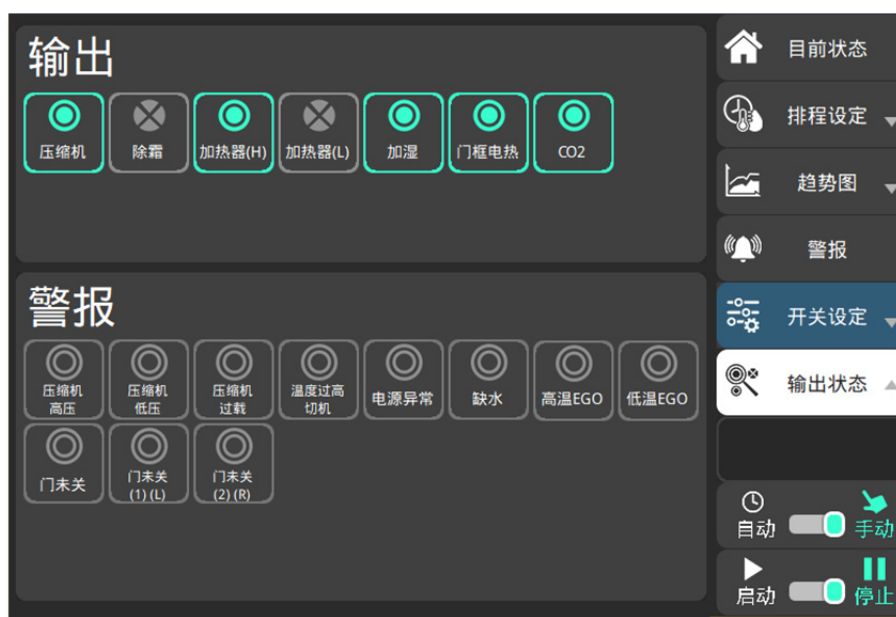 输出
压缩机 除霜 加热器(H) 加热器(L) 加湿 门框电热 CO2
警报
压缩机
高压
压缩机
低压
压缩机
过载
温度过高
切机
电源异常
缺水
高温EGO
低温EGO
门未关
门未关
(1) (L)
门未关
(2) (R)
目前状态
排程设定
趋势图
警报
开关设定
输出状态
自动 手动
启动 停止